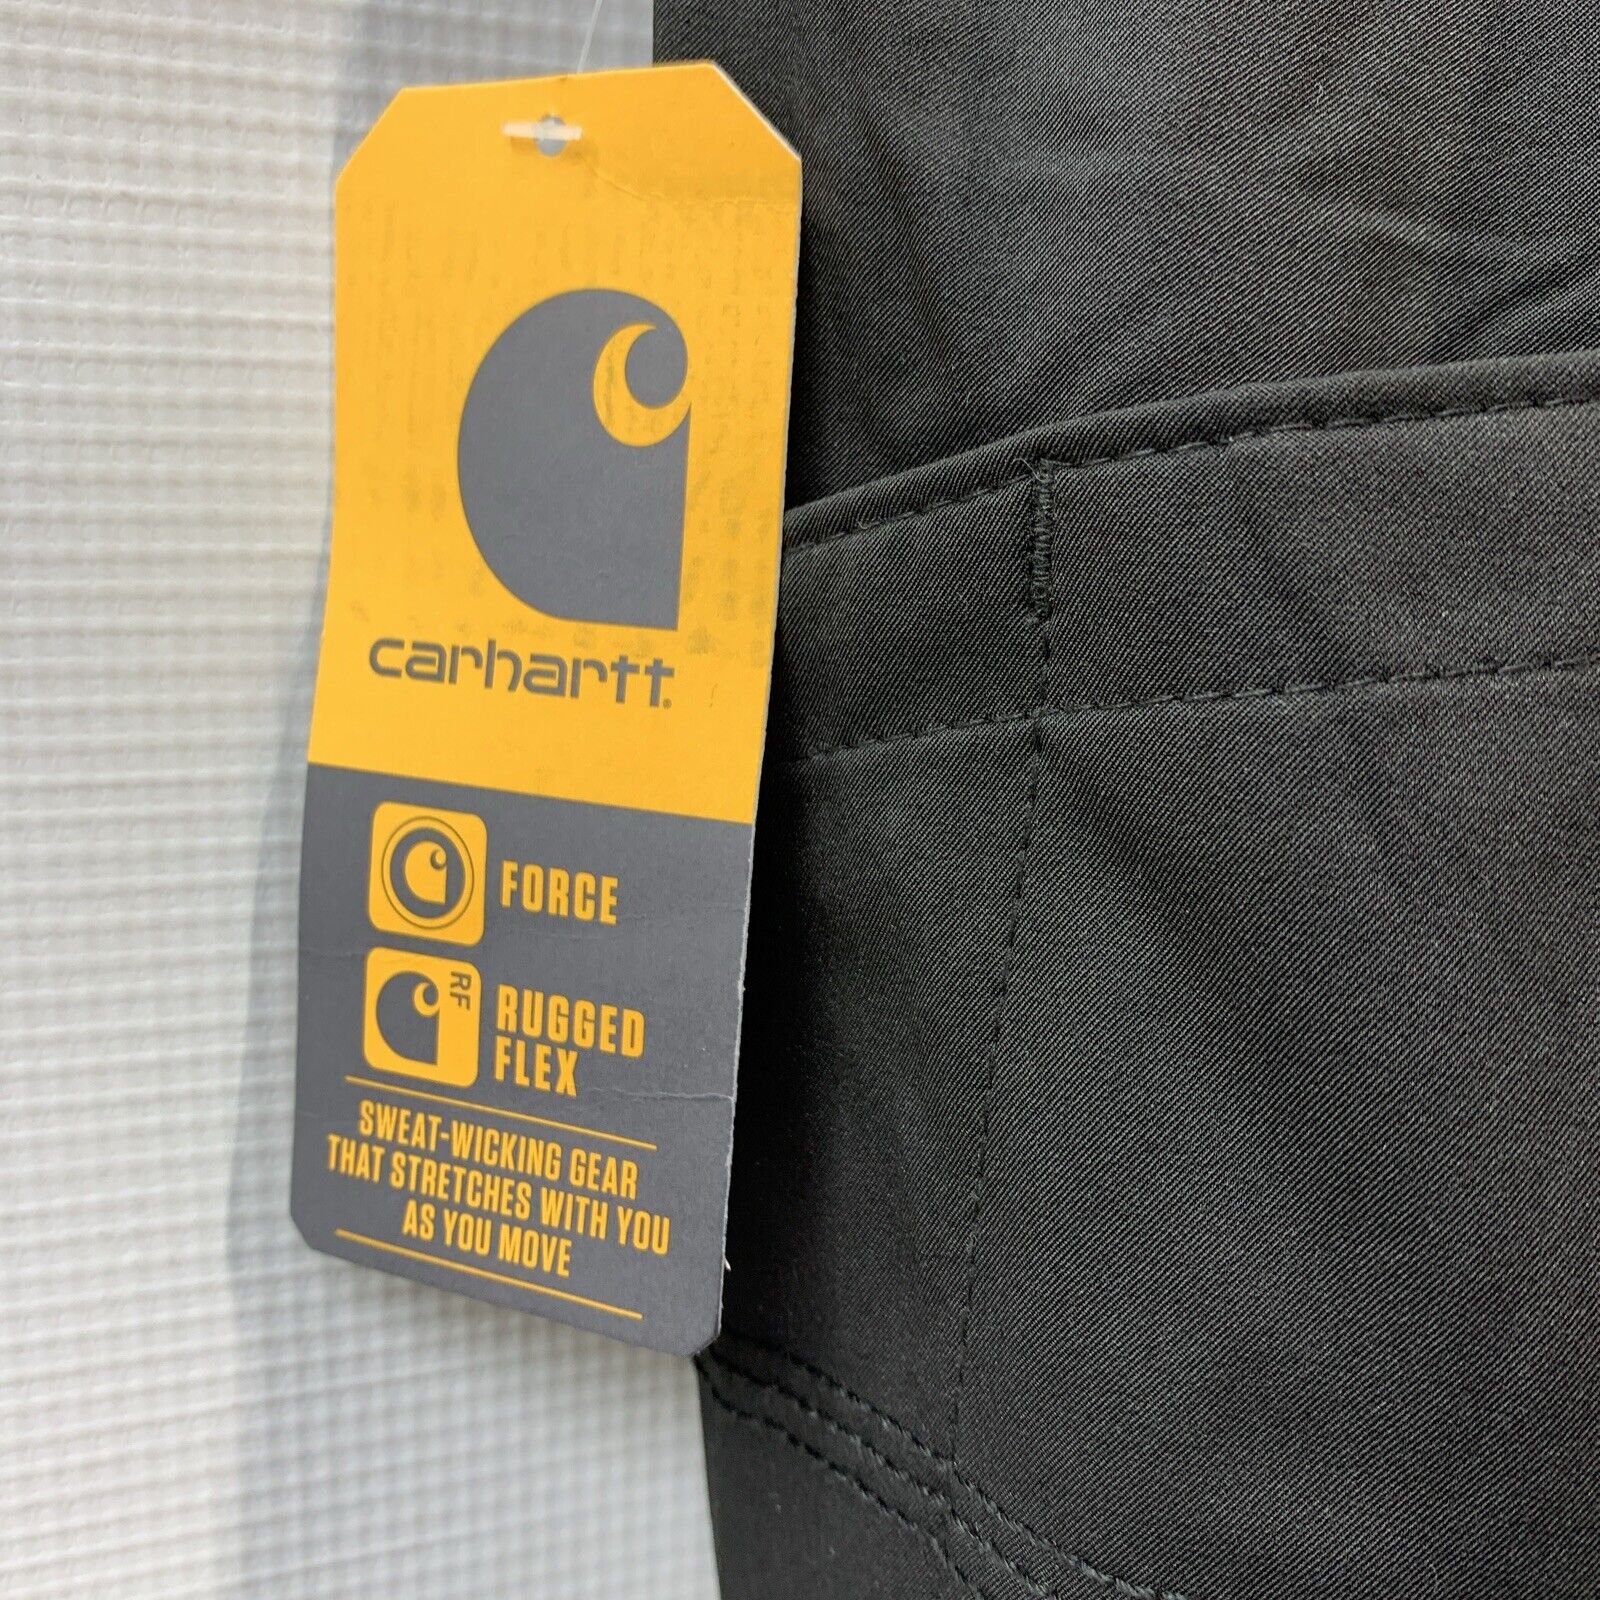 carhartt®
FORCE
RF
RUGGED
FLEX
SWEAT-WICKING GEAR
THAT STRETCHES WITH YOU
AS YOU MOVE